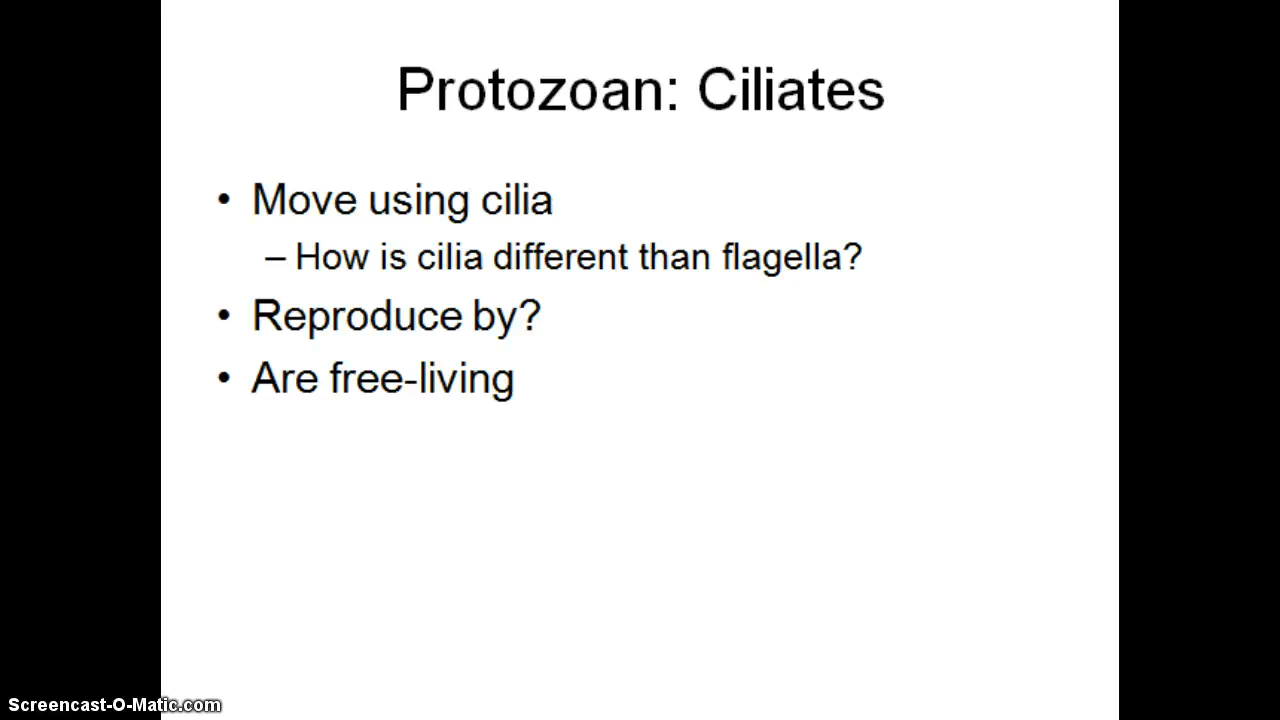 Protozoan: Ciliates
• Move using cilia
– How is cilia different than flagella?
• Reproduce by?
• Are free-living
Screencast-O-Matic.com